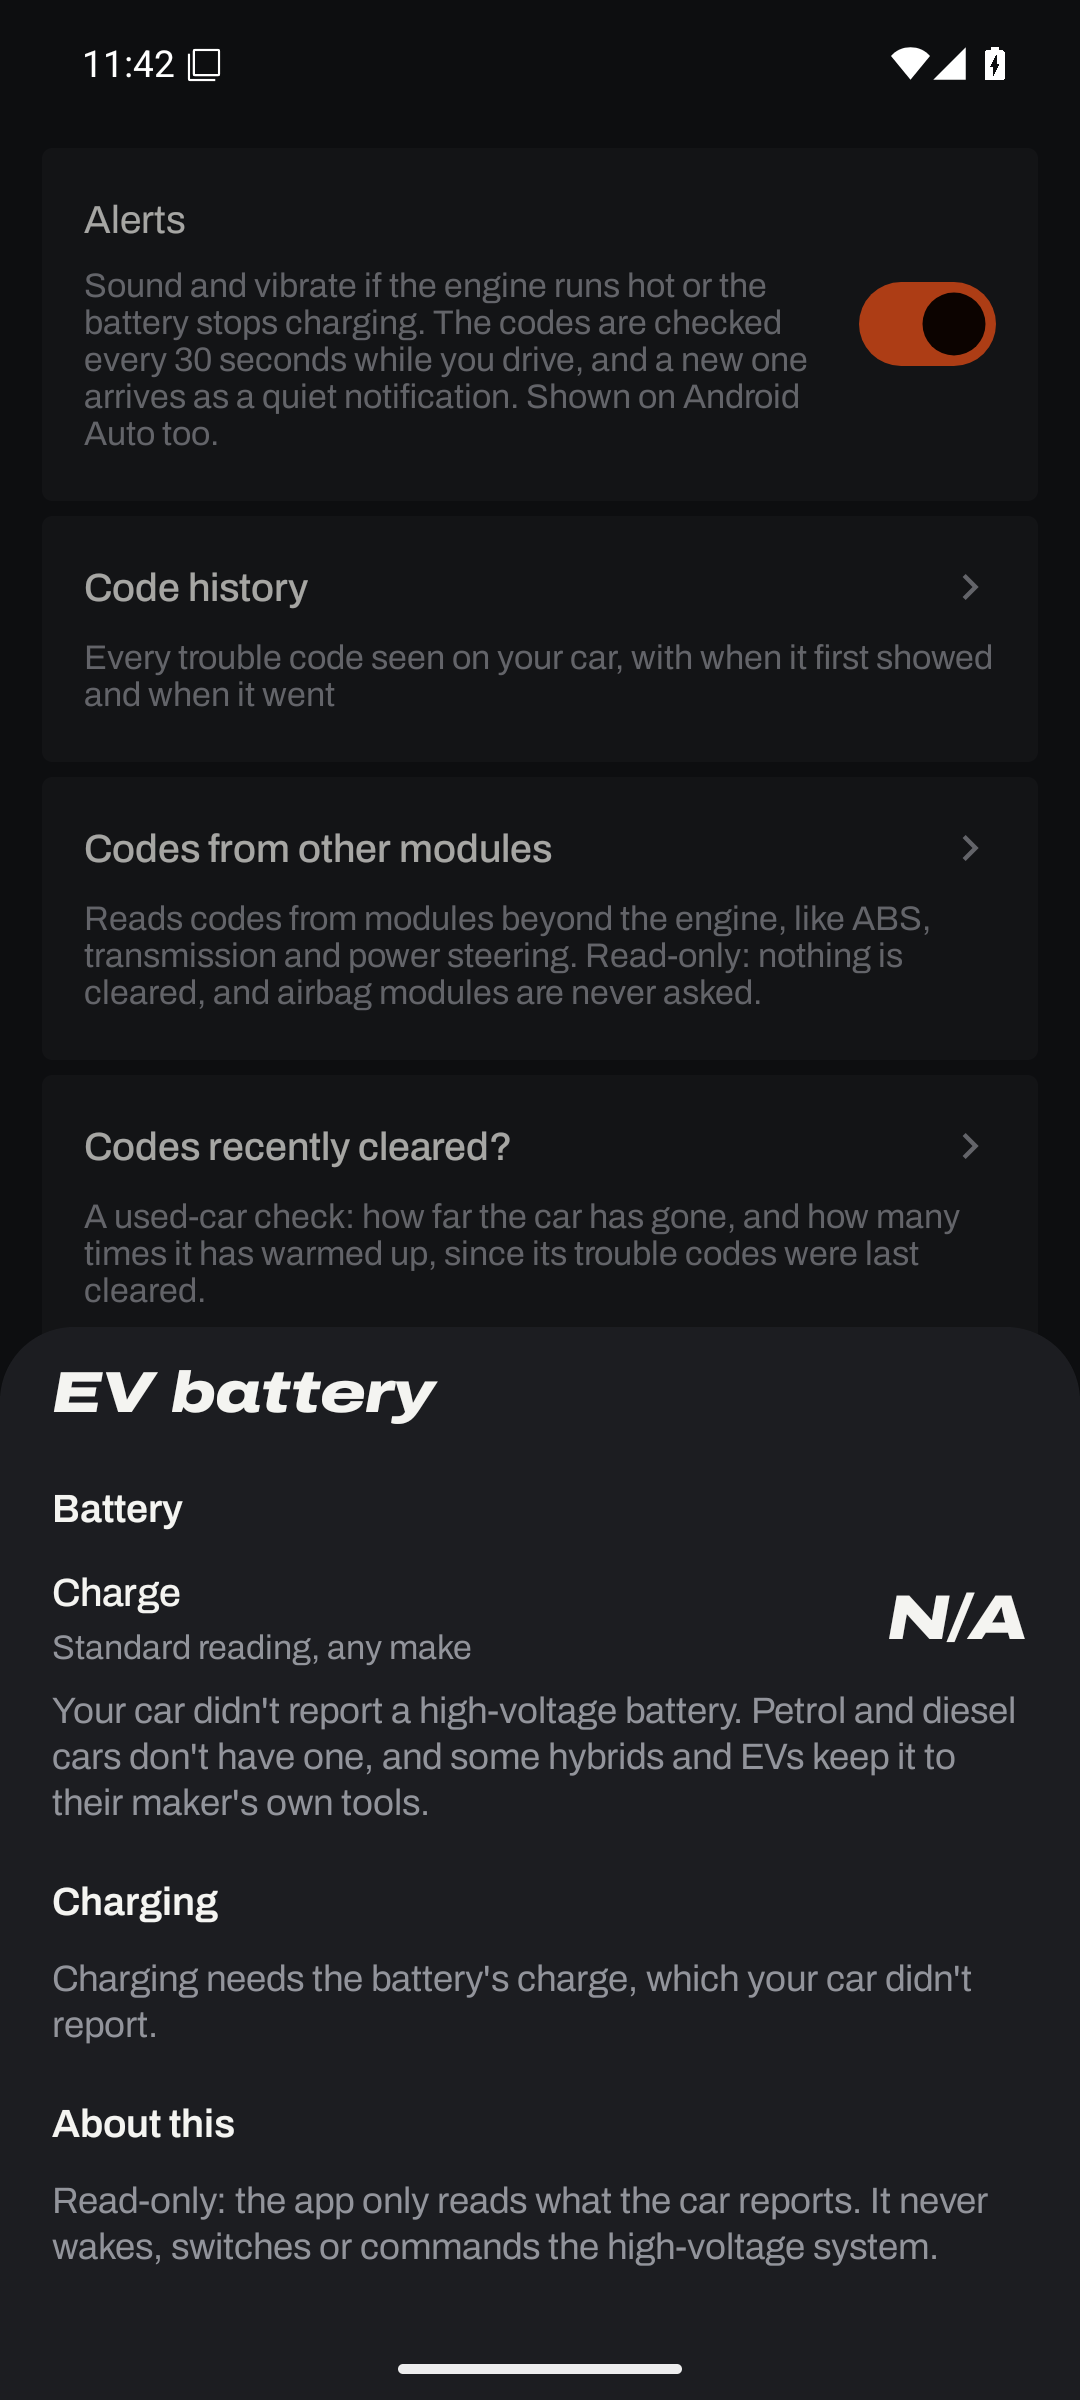 11:42
Alerts
Sound and vibrate if the engine runs hot or the
battery stops charging. The codes are checked
every 30 seconds while you drive, and a new one
arrives as a quiet notification. Shown on Android
Auto too.
Code history
Every trouble code seen on your car, with when it first showed
and when it went
Codes from other modules
Reads codes from modules beyond the engine, like ABS,
transmission and power steering. Read-only: nothing is
cleared, and airbag modules are never asked.
Codes recently cleared?
A used-car check: how far the car has gone, and how many
times it has warmed up, since its trouble codes were last
cleared.
EV battery
Battery
Charge
N/A
Standard reading, any make
Your car didn't report a high-voltage battery. Petrol and diesel
cars don't have one, and some hybrids and EVs keep it to
their maker's own tools.
Charging
Charging needs the battery's charge, which your car didn't
report.
About this
Read-only: the app only reads what the car reports. It never
wakes, switches or commands the high-voltage system.